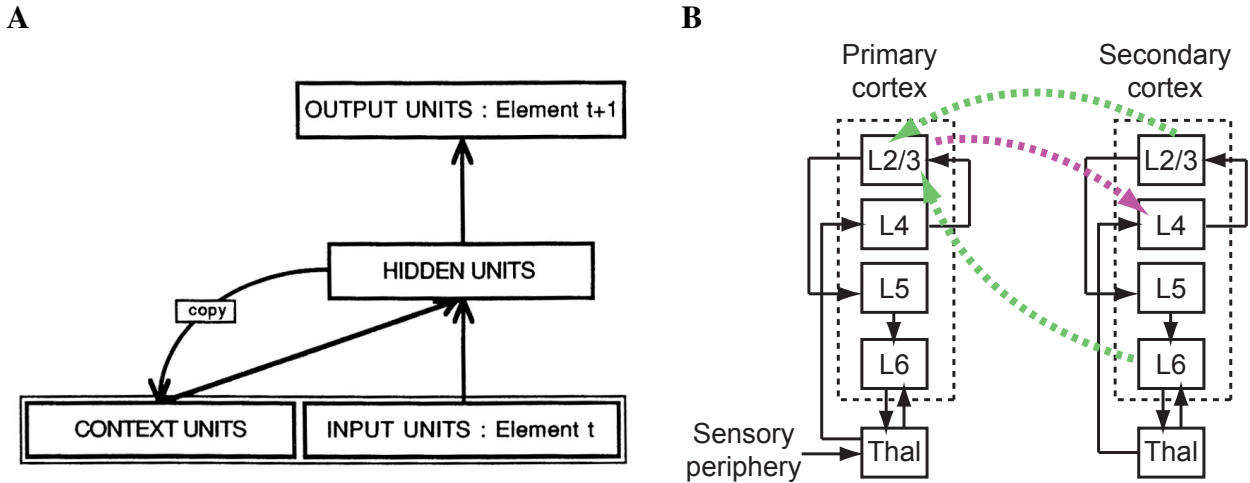 A
OUTPUT UNITS : Element t+1
HIDDEN UNITS
copy
CONTEXT UNITS
INPUT UNITS : Element t
B
Primary
cortex
Secondary
cortex
L2/3
L4
L5
L6
Thal
Sensory
periphery
L2/3
L4
L5
L6
Thal